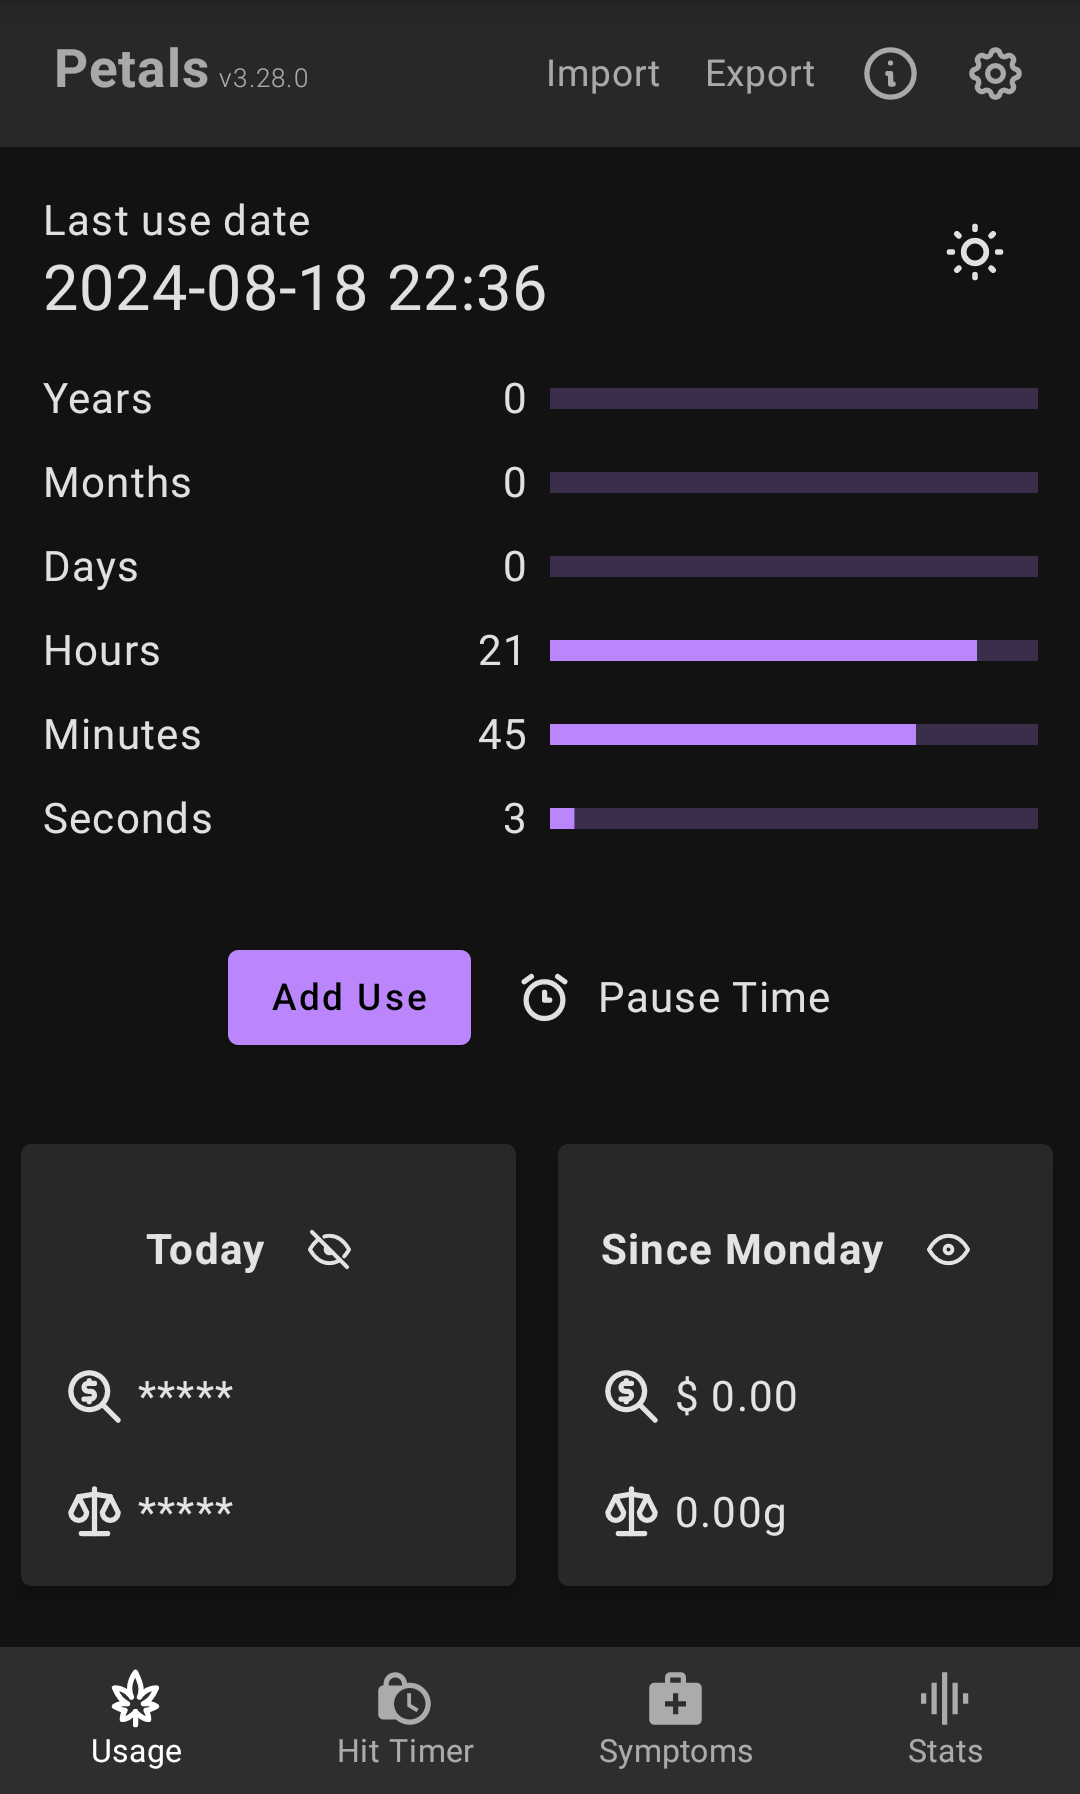 Petals v3.28.0 Import Export
Last use date
2024-08-18 22:36
Years 0
Months 0
Days 0
Hours 21
Minutes 45
Seconds 3
Add Use Pause Time
Today
*****
*****
Since Monday
$ 0.00
0.00g
Usage Hit Timer Symptoms Stats